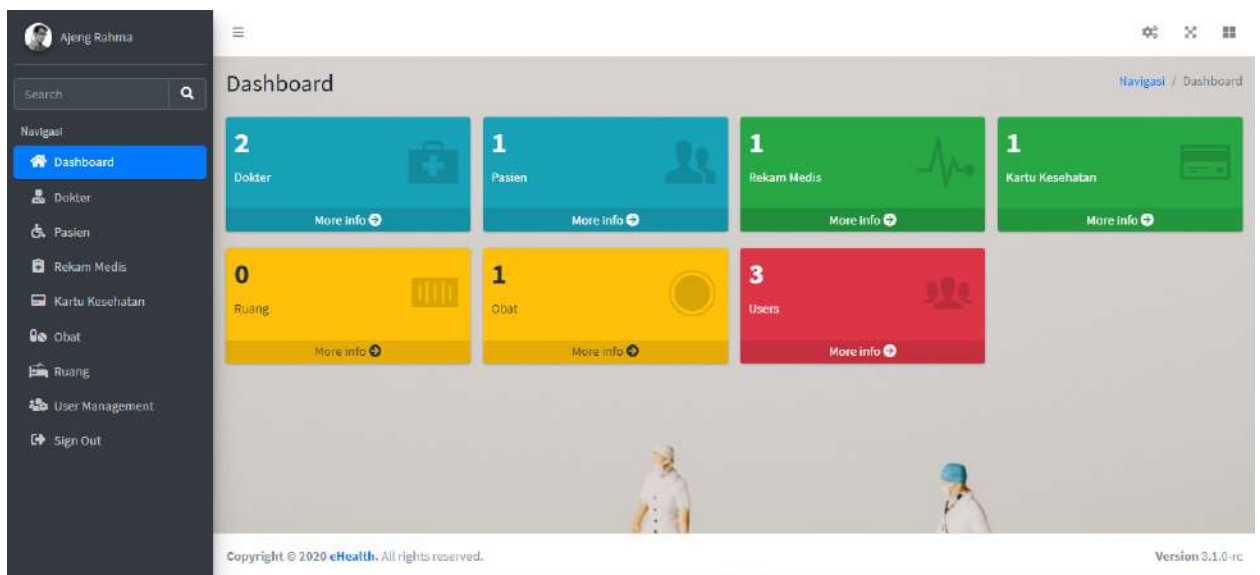 Ajeng Rahma
Search
Navigasi
Dashboard
Dokter
Pasien
Rekam Medis
Kartu Kesehatan
Obat
Ruang
User Management
Sign Out
Dashboard
Navigasi / Dashboard
2
Dokter
More info
1
Pasien
More info
1
Rekam Medis
More info
1
Kartu Kesehatan
More info
0
Ruang
More info
1
Obat
More info
3
Users
More info
Copyright © 2020 eHealth. All rights reserved.
Version 3.1.0-rc